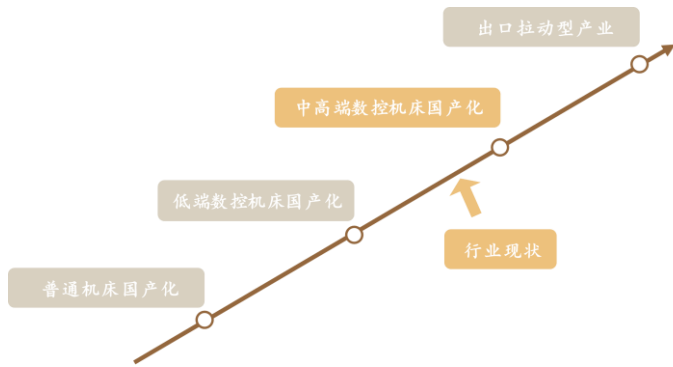 出口拉动型产业
中高端数控机床国产化
低端数控机床国产化
行业现状
普通机床国产化